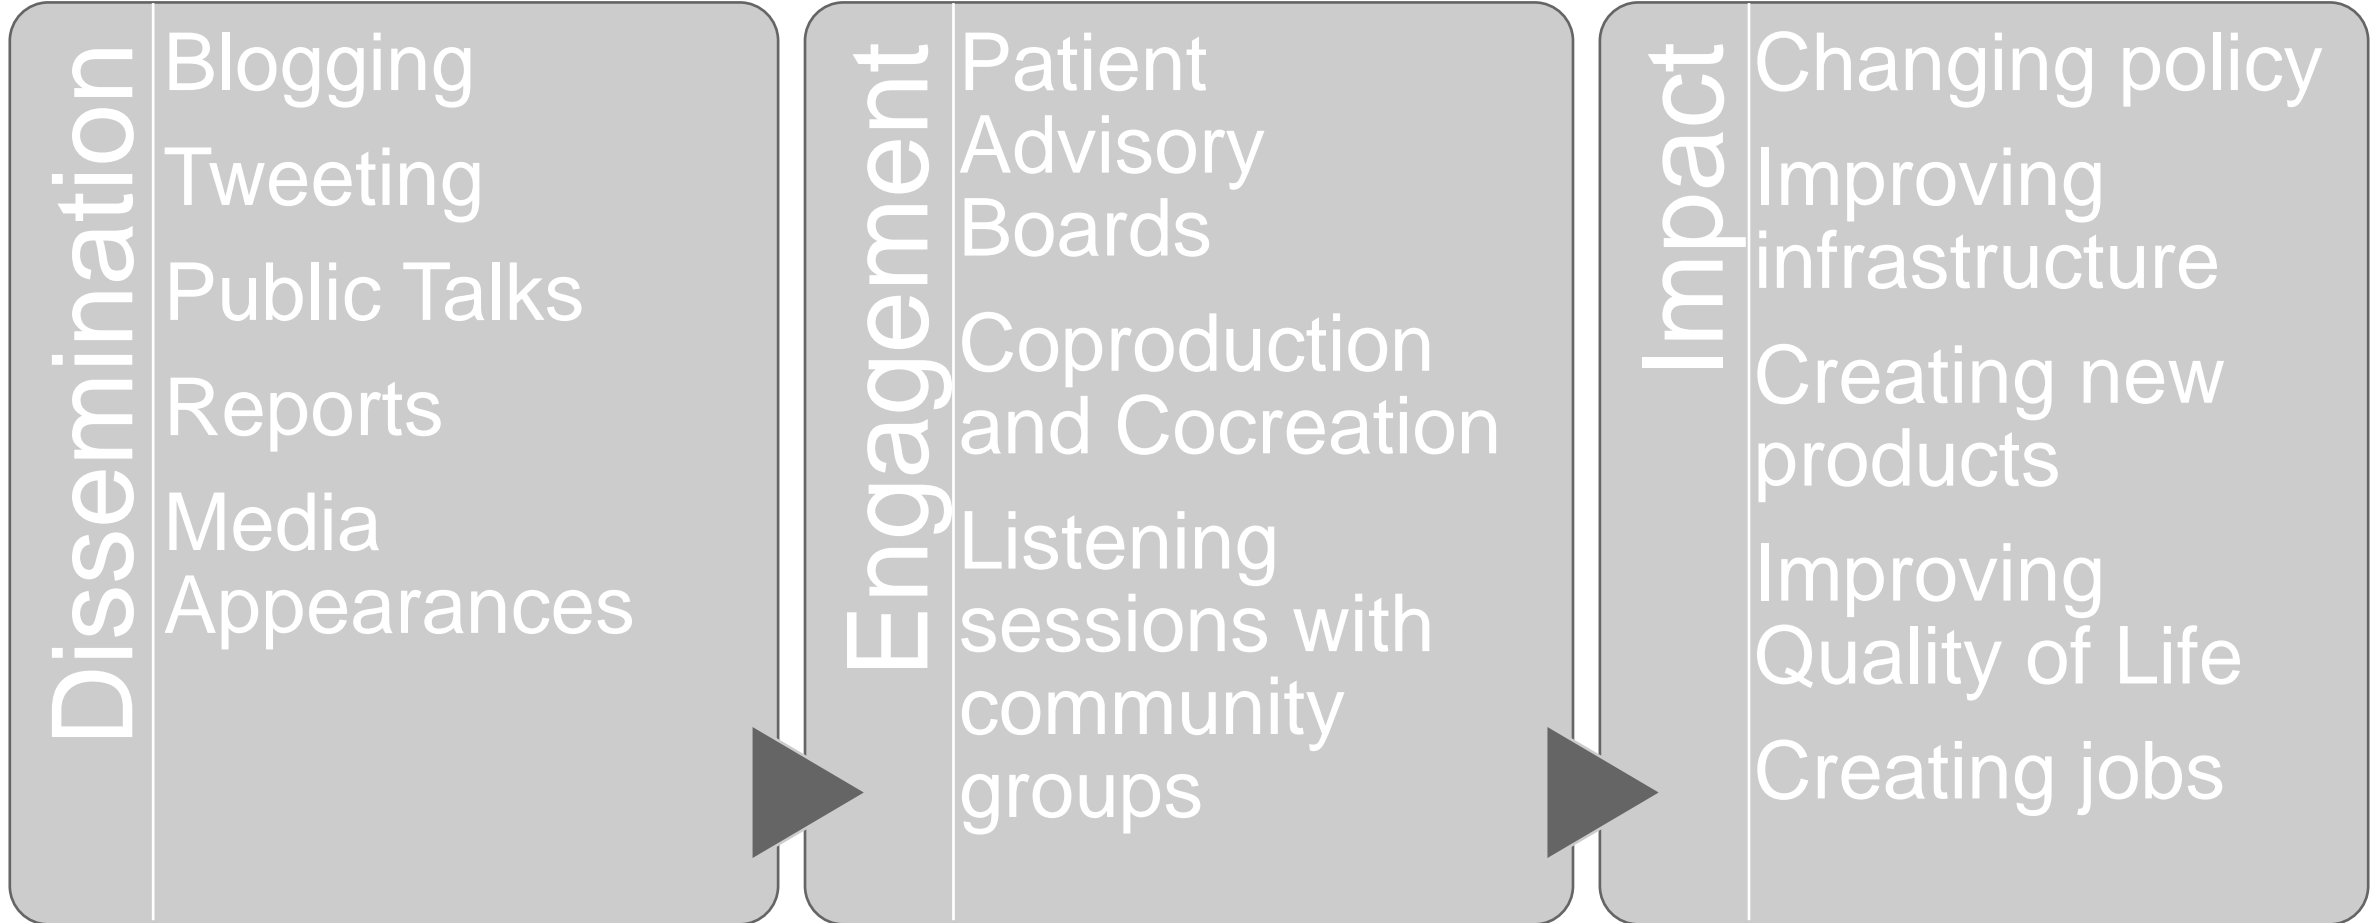 Dissemination
Blogging
Tweeting
Public Talks
Reports
Media
Appearances
Engagement
Patient
Advisory
Boards
Coproduction
and Cocreation
Listening
sessions with
community
groups
Impact
Changing policy
Improving
infrastructure
Creating new
products
Improving
Quality of Life
Creating jobs